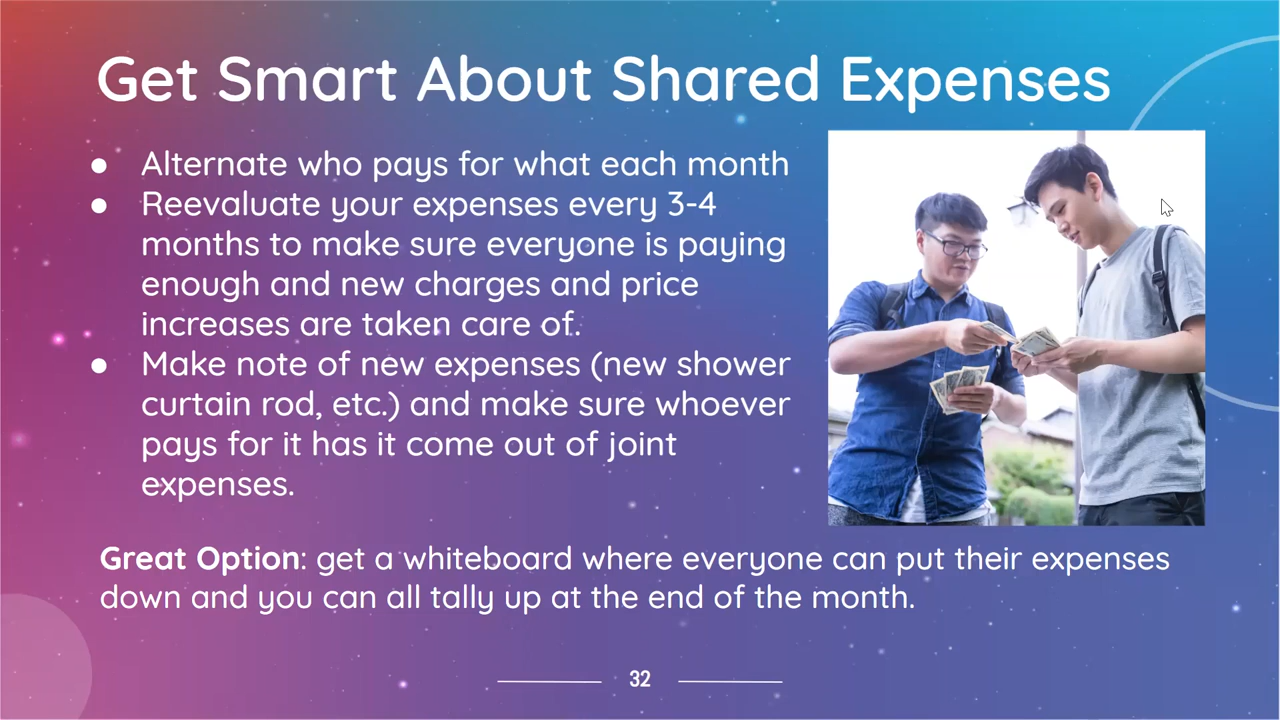 Get Smart About Shared Expenses
● Alternate who pays for what each month
● Reevaluate your expenses every 3-4
months to make sure everyone is paying
enough and new charges and price
increases are taken care of.
● Make note of new expenses (new shower
curtain rod, etc.) and make sure whoever
pays for it has it come out of joint
expenses.
Great Option: get a whiteboard where everyone can put their expenses
down and you can all tally up at the end of the month.
32